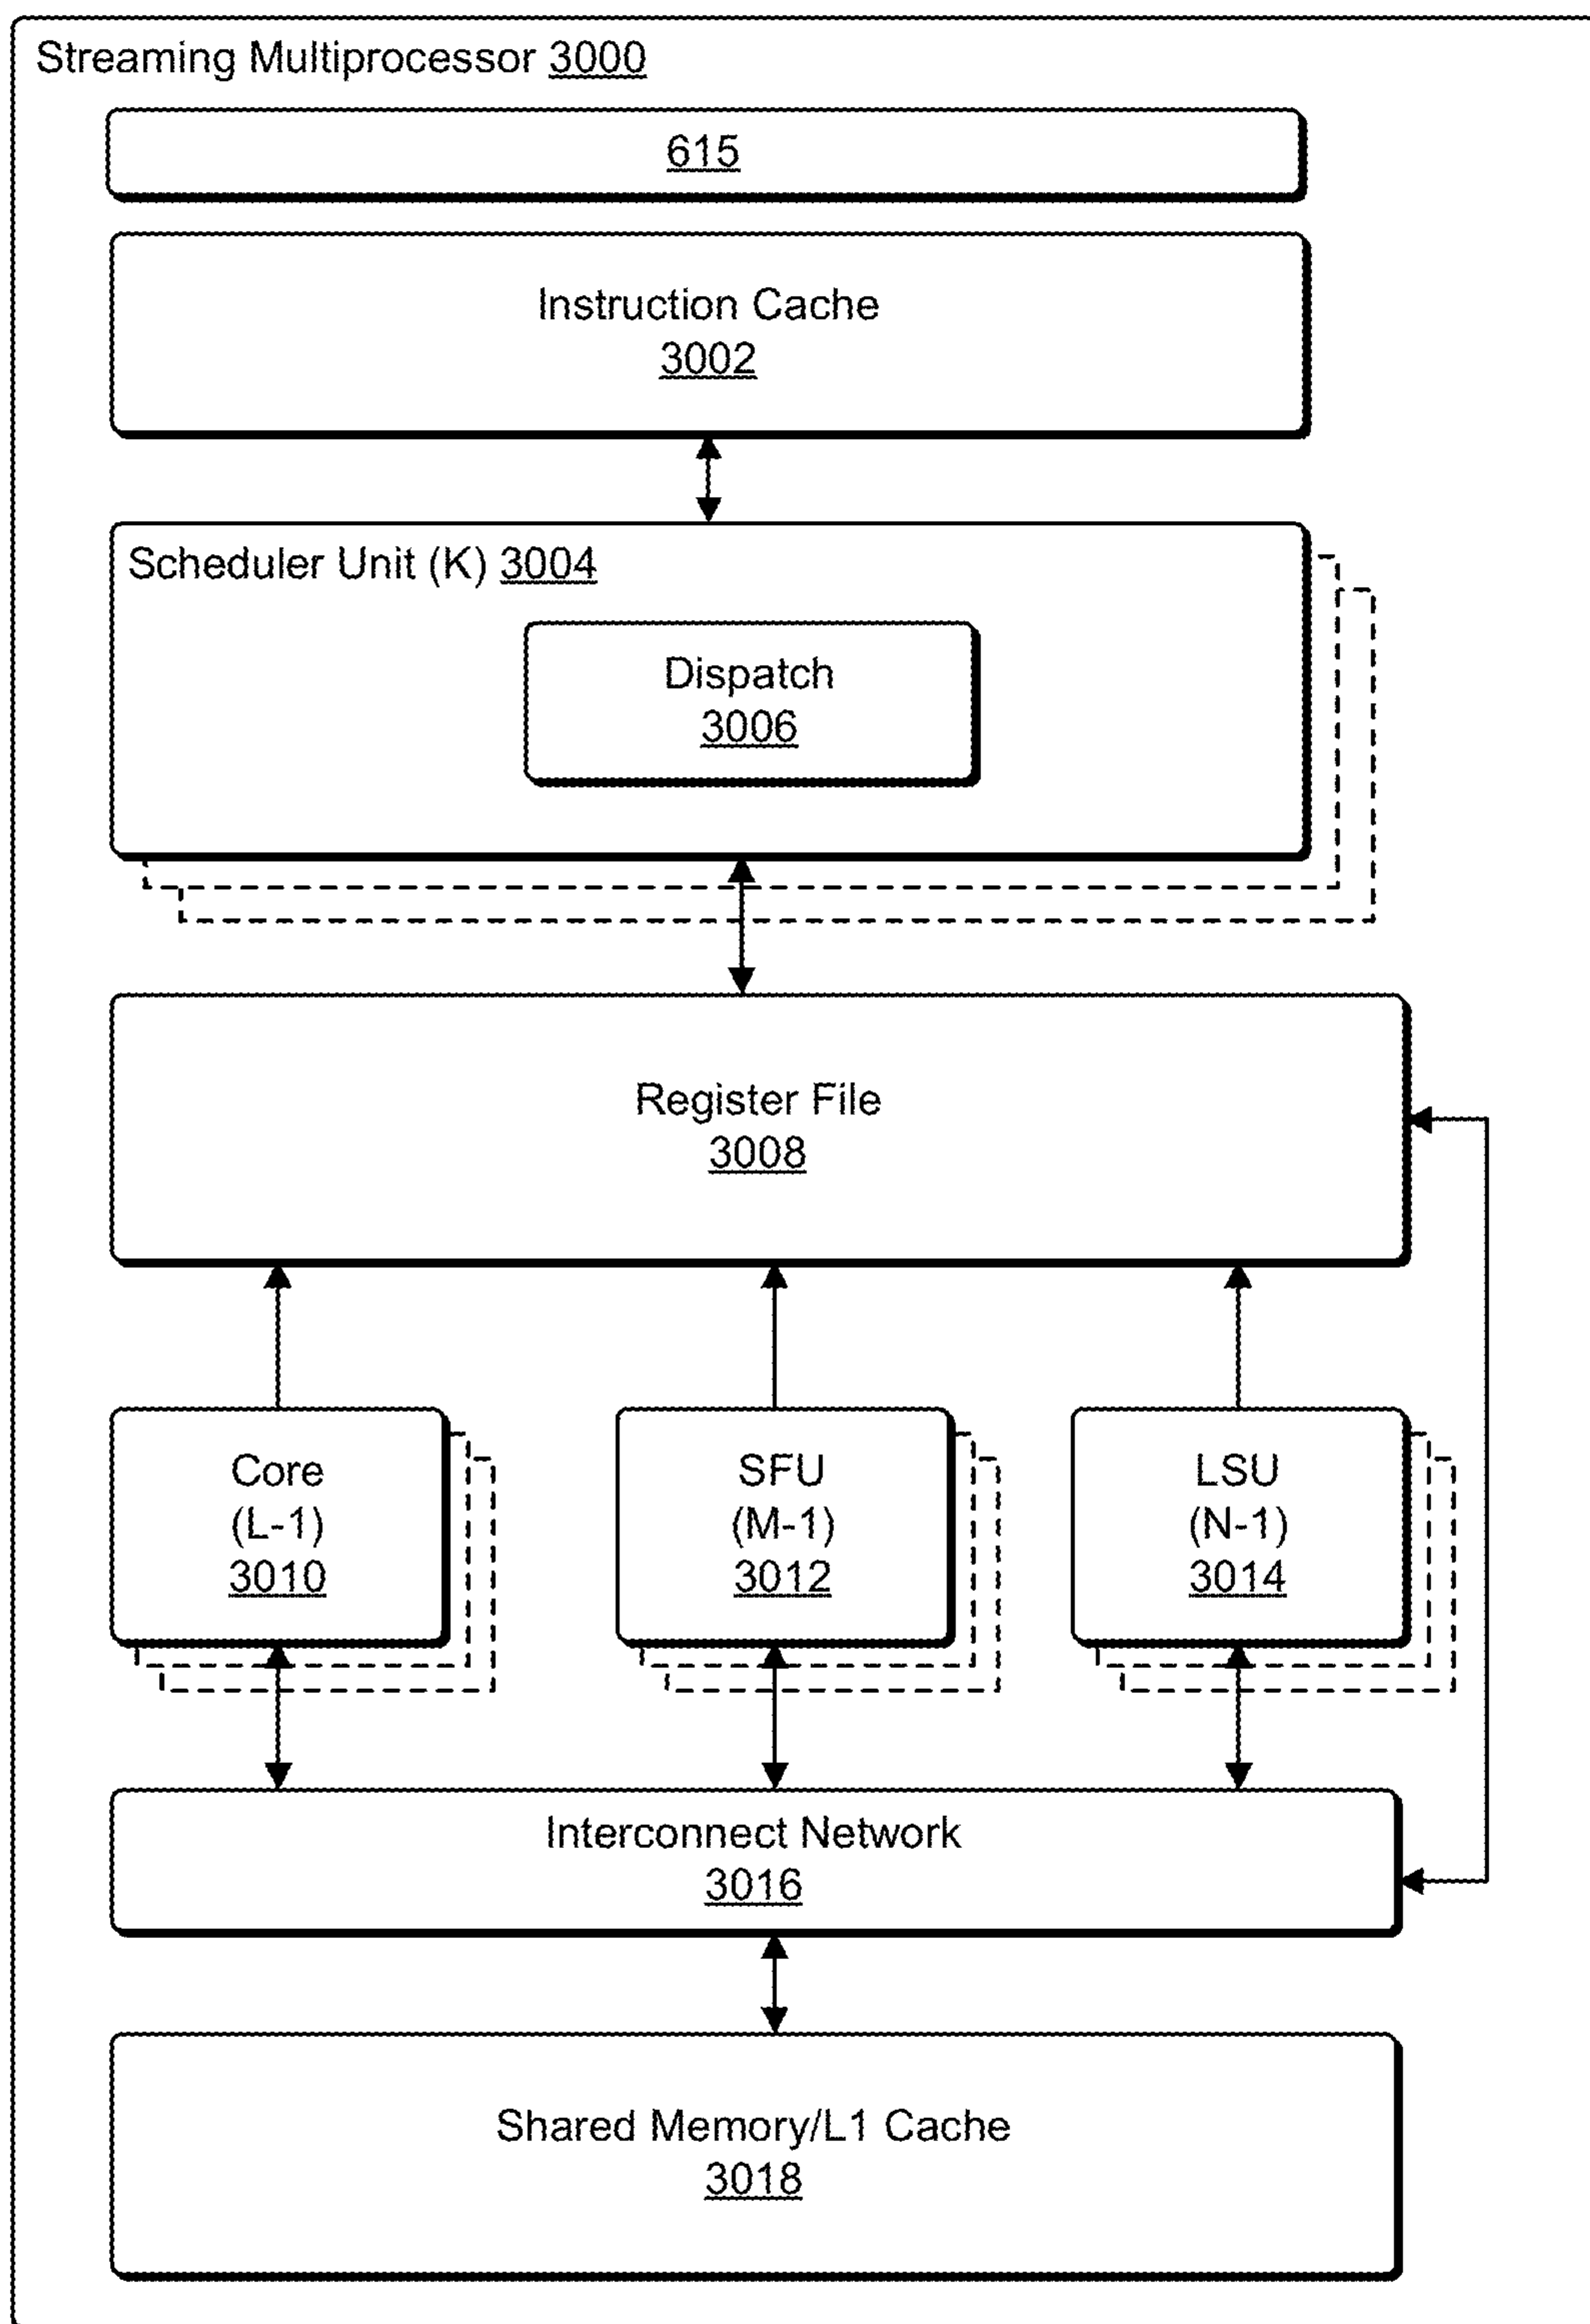 Streaming Multiprocessor 3000
615
Instruction Cache
3002
Scheduler Unit (K) 3004
Dispatch
3006
Register File
3008
Core
(L-1)
3010
SFU
(M-1)
3012
LSU
(N-1)
3014
Interconnect Network
3016
Shared Memory/L1 Cache
3018